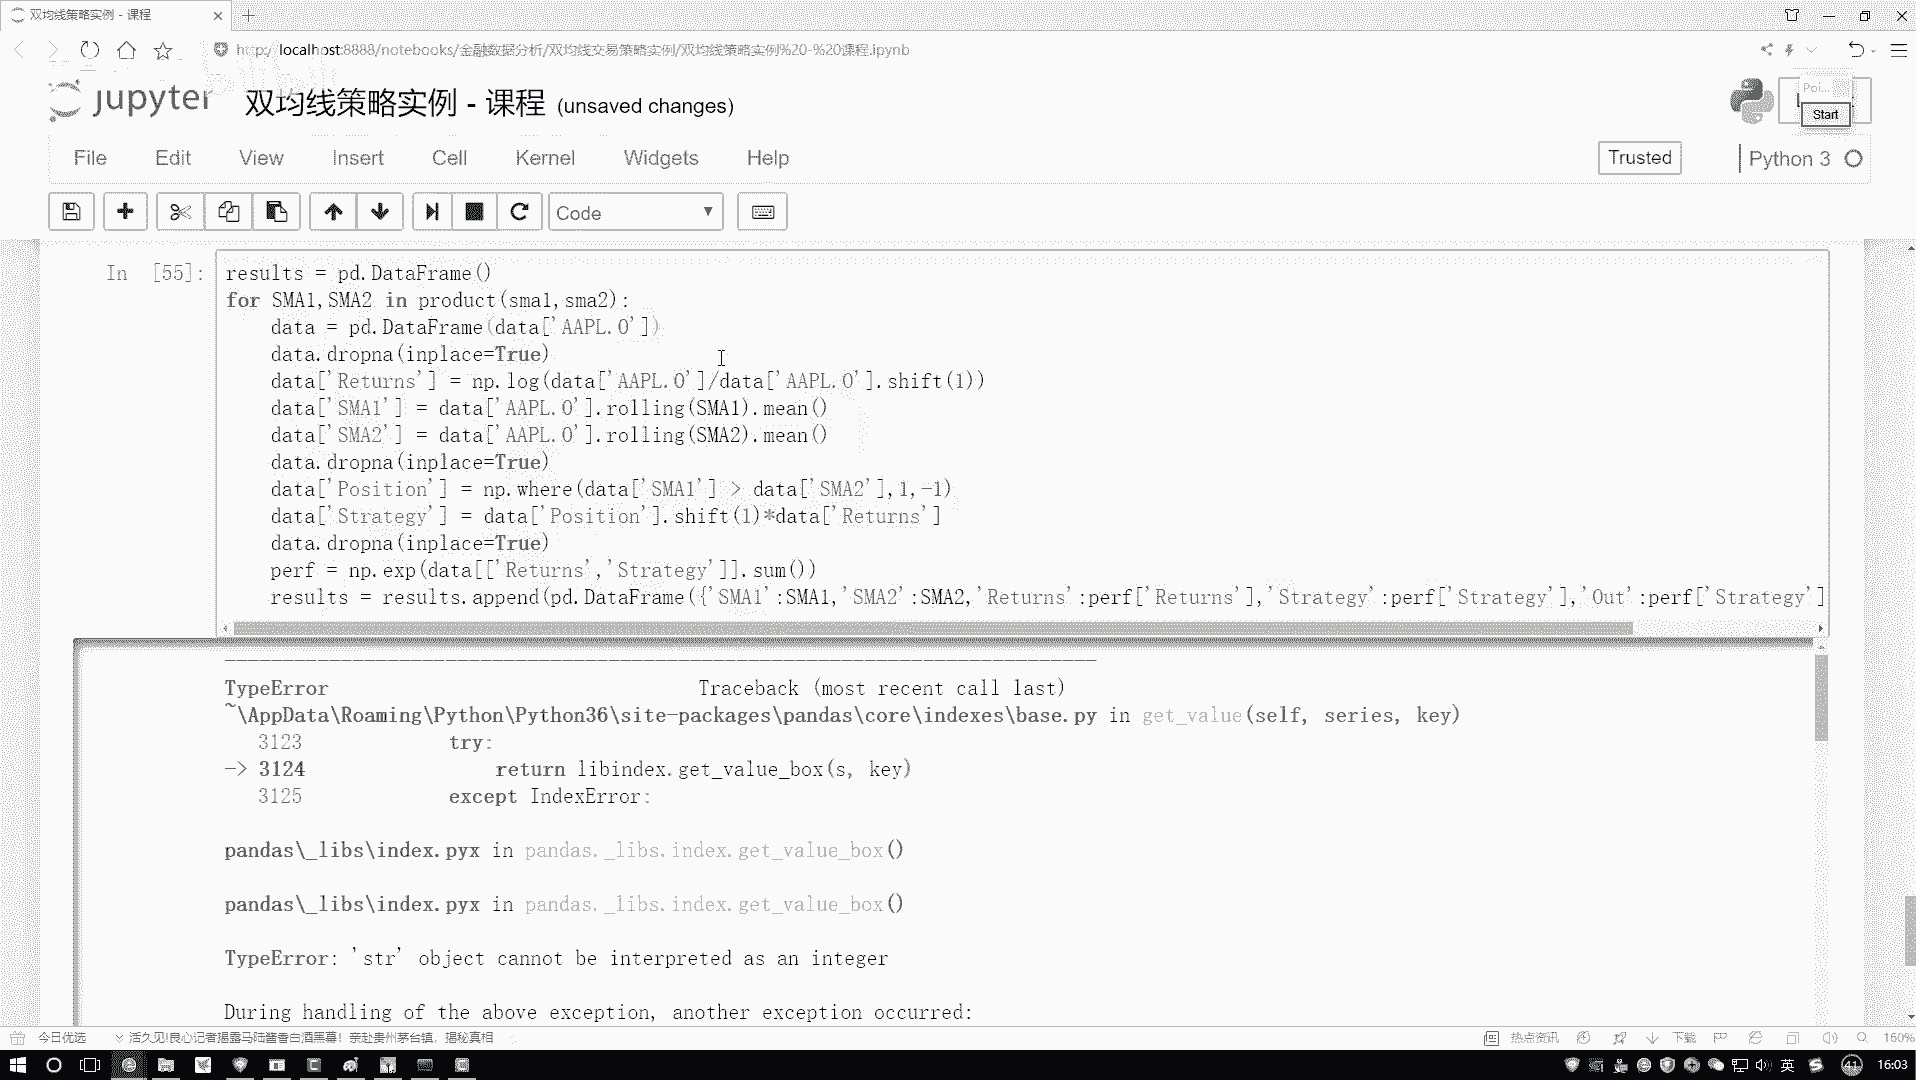 双均线策略实例 - 课程
http://localhost:8888/notebooks/金融数据分析/双均线交易策略实例/双均线策略实例%20-%20课程.ipynb
jupyter 双均线策略实例 - 课程 (unsaved changes)
Poi...
Start
File Edit View Insert Cell Kernel Widgets Help
Trusted Python 3
Code
In [55]:
results = pd.DataFrame()
for SMA1,SMA2 in product(sma1,sma2):
    data = pd.DataFrame(data['AAPL.O'])
    data.dropna(inplace=True)
    data['Returns'] = np.log(data['AAPL.O']/data['AAPL.O'].shift(1))
    data['SMA1'] = data['AAPL.O'].rolling(SMA1).mean()
    data['SMA2'] = data['AAPL.O'].rolling(SMA2).mean()
    data.dropna(inplace=True)
    data['Position'] = np.where(data['SMA1'] > data['SMA2'],1,-1)
    data['Strategy'] = data['Position'].shift(1)*data['Returns']
    data.dropna(inplace=True)
    perf = np.exp(data[['Returns','Strategy']].sum())
    results = results.append(pd.DataFrame({'SMA1':SMA1,'SMA2':SMA2,'Returns':perf['Returns'],'Strategy':perf['Strategy'],'Out':perf['Strategy']
--------------------------------------------------------------------------
TypeError Traceback (most recent call last)
~\AppData\Roaming\Python\Python36\site-packages\pandas\core\indexes\base.py in get_value(self, series, key)
3123 try:
-> 3124 return libindex.get_value_box(s, key)
3125 except IndexError:
pandas\_libs\index.pyx in pandas._libs.index.get_value_box()
pandas\_libs\index.pyx in pandas._libs.index.get_value_box()
TypeError: 'str' object cannot be interpreted as an integer
During handling of the above exception, another exception occurred:
今日优选 活久见!良心记者揭露马陆酱香白酒黑幕! 亲赴贵州茅台镇，揭秘真相
热点资讯 下载 160%
英 41 16:03